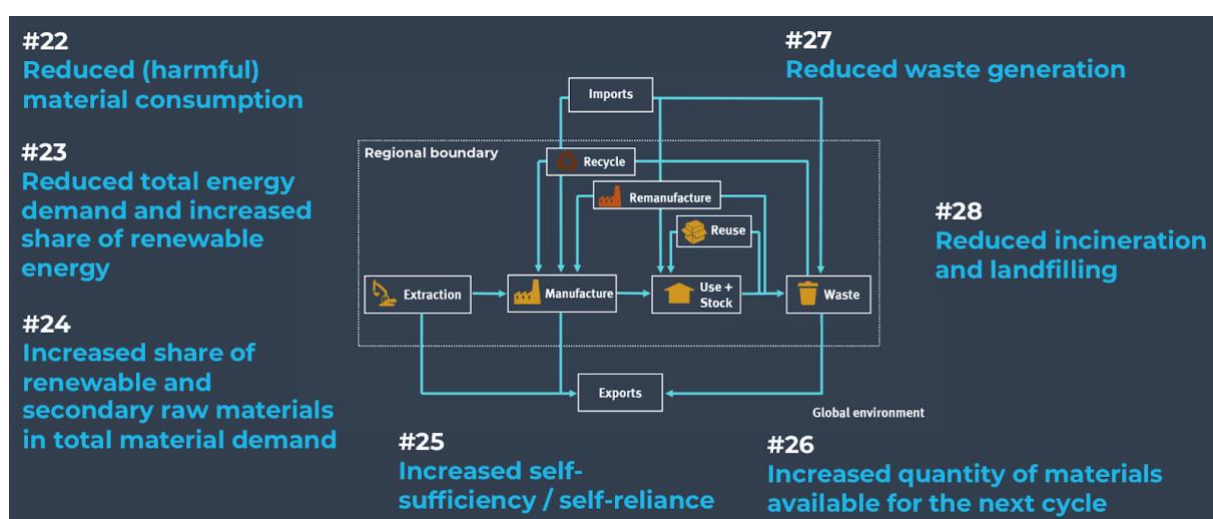 #22
Reduced (harmful)
material consumption
#23
Reduced total energy
demand and increased
share of renewable
energy
#24
Increased share of
renewable and
secondary raw materials
in total material demand
#27
Reduced waste generation
Imports
Regional boundary
Recycle
Remanufacture
Reuse
Extraction
Manufacture
Use +
Stock
Waste
Exports
Global environment
#28
Reduced incineration
and landfilling
#25
Increased self-
sufficiency / self-reliance
#26
Increased quantity of materials
available for the next cycle